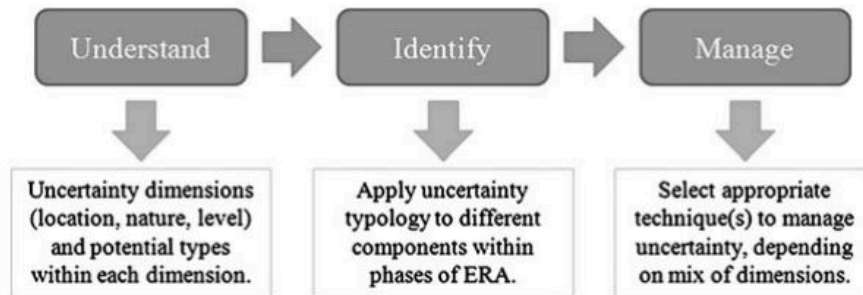 Understand
Identify
Manage
Uncertainty dimensions
(location, nature, level)
and potential types
within each dimension.
Apply uncertainty
typology to different
components within
phases of ERA.
Select appropriate
technique(s) to manage
uncertainty, depending
on mix of dimensions.